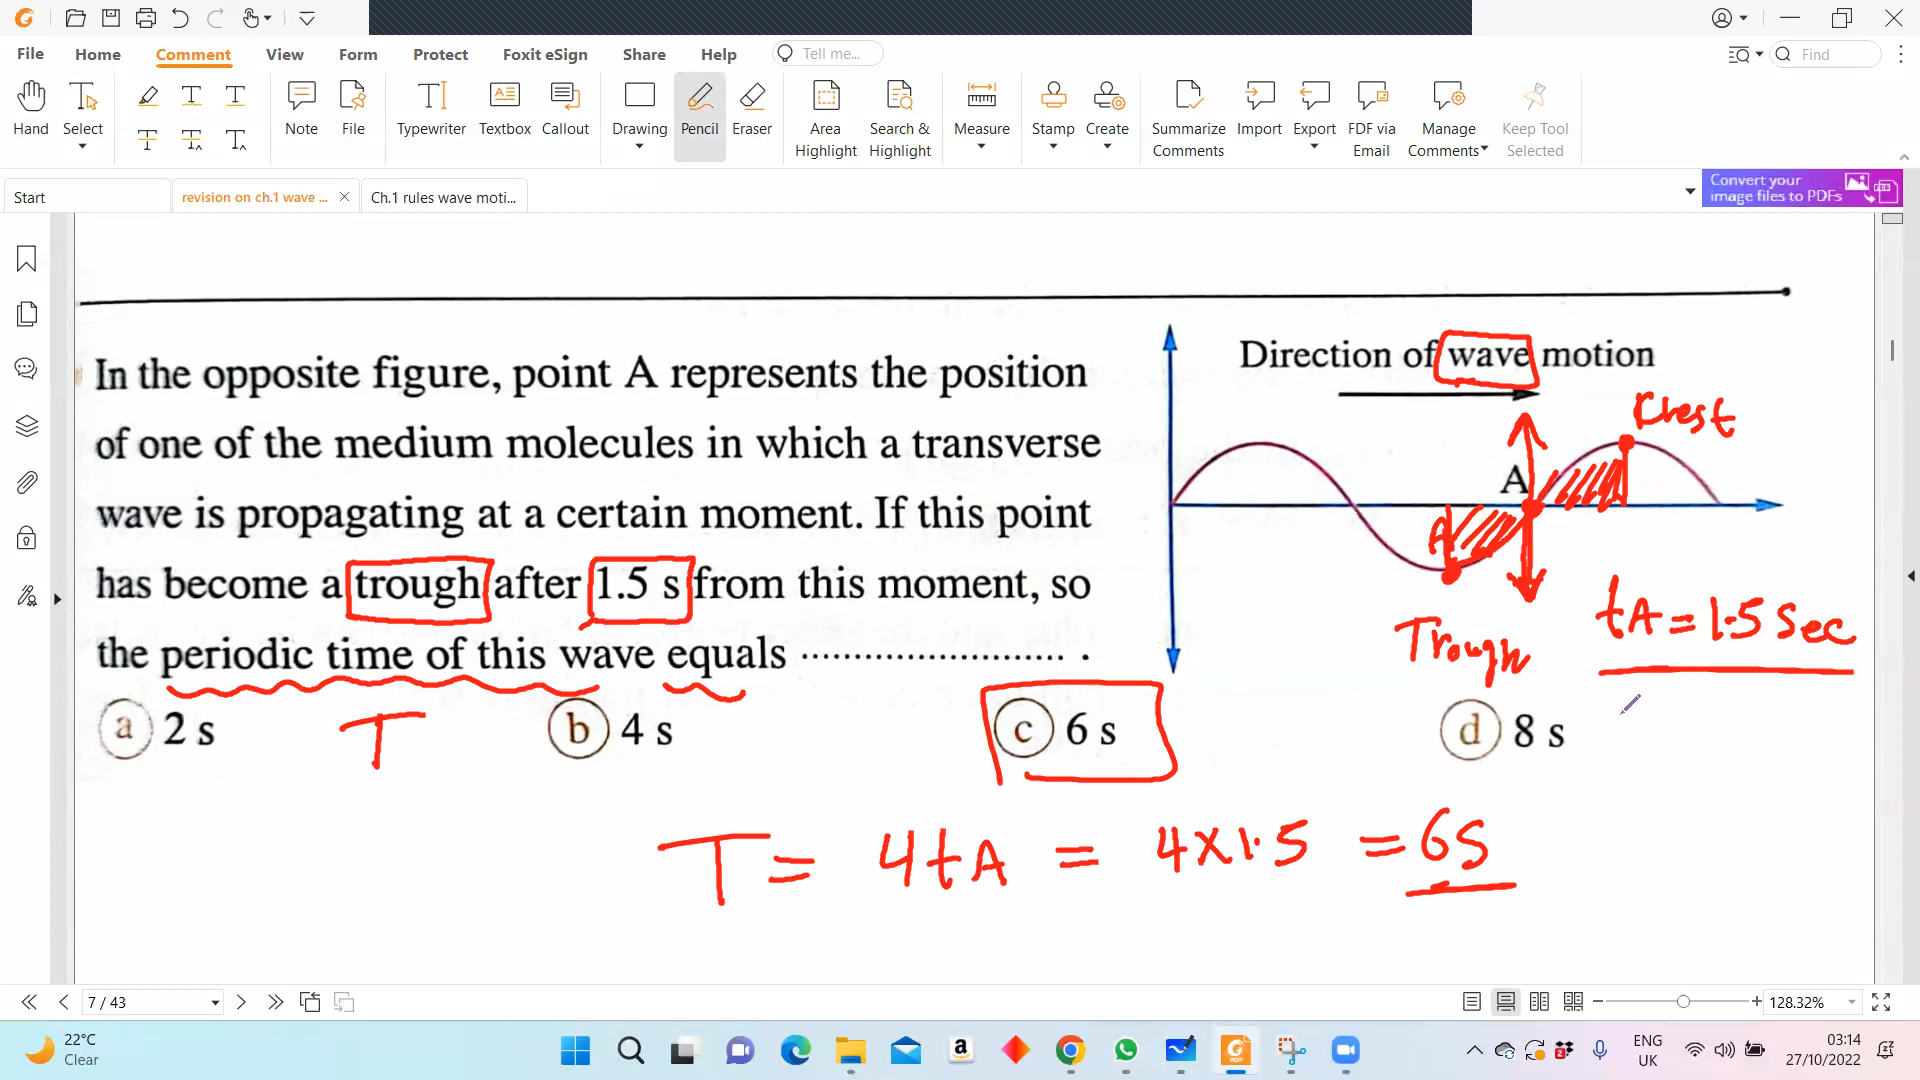 File Home Comment View Form Protect Foxit eSign Share Help Tell me... Find
Hand Select Note File Typewriter Textbox Callout Drawing Pencil Eraser Area Highlight Search & Highlight Measure Stamp Create Summarize Comments Import Export FDF via Email Manage Comments Keep Tool Selected
Start revision on ch.1 wave ... Ch.1 rules wave moti...
Convert your
image files to PDFs
Direction of wave motion
Crest
In the opposite figure, point A represents the position
of one of the medium molecules in which a transverse
wave is propagating at a certain moment. If this point
has become a trough after 1.5 s from this moment, so
the periodic time of this wave equals ........................ .
A
A
Trough
tA = 1.5 Sec
a 2 s b 4 s c 6 s d 8 s
T
T = 4tA = 4x1.5 = 6S
7 / 43
128.32%
22°C
Clear
ENG
UK
03:14
27/10/2022